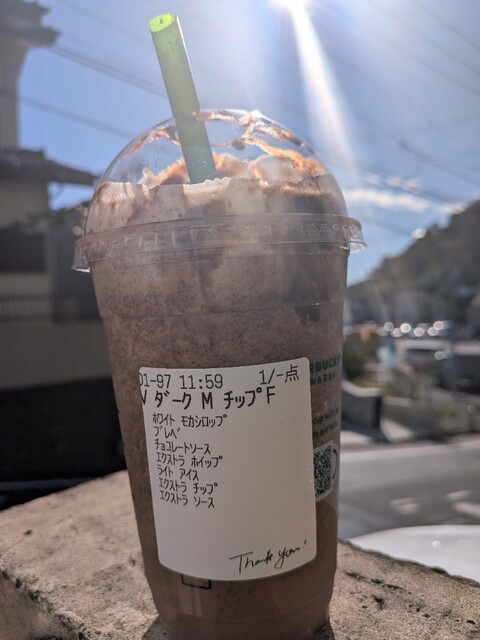 01-97 11:59 1/-点
V ダーク M チップ F
ホワイト モカシロップ
ブレベ
チョコレートソース
エクストラ ホイップ
ライト アイス
エクストラ チップ
エクストラ ソース
Thank you!